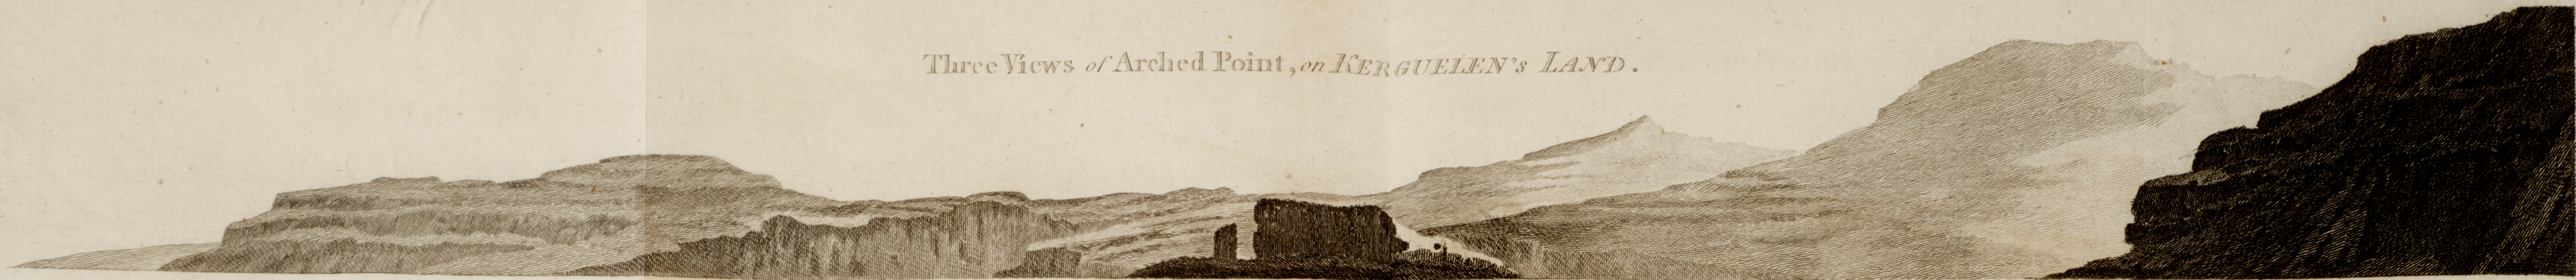 Three Views of Arched Point, on KERGUELEN's LAND.